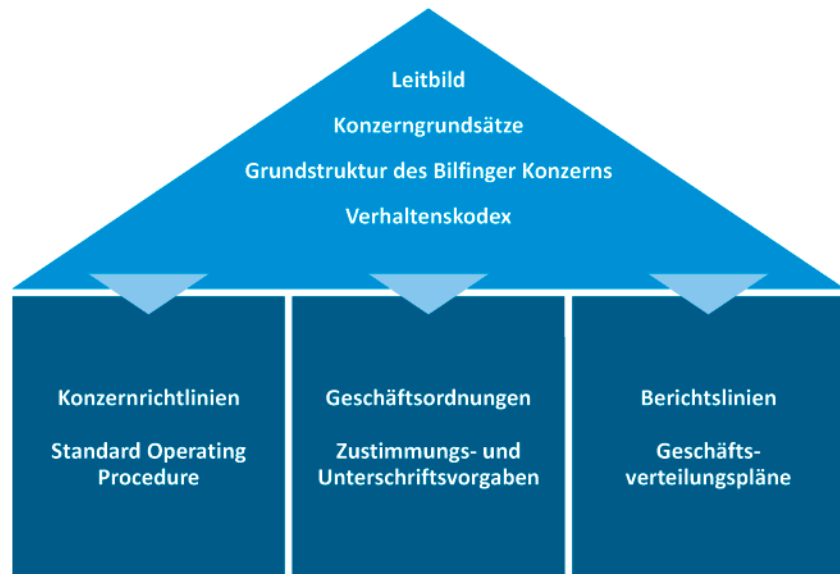 Leitbild
Konzerngrundsätze
Grundstruktur des Bilfinger Konzerns
Verhaltenskodex
Konzernrichtlinien
Standard Operating
Procedure
Geschäftsordnungen
Zustimmungs- und
Unterschriftsvorgaben
Berichtslinien
Geschäfts-
verteilungspläne